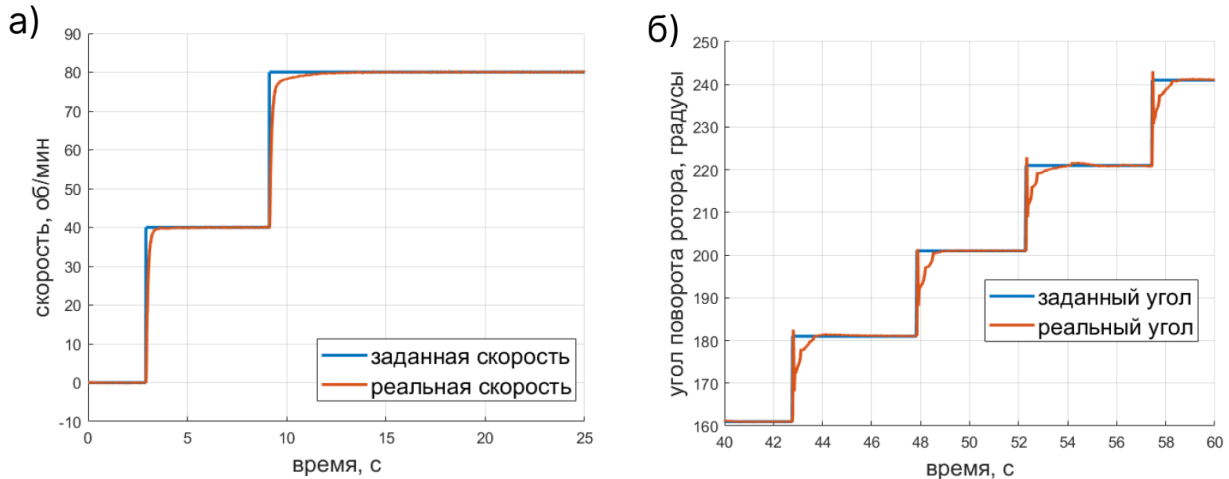 а)
90
80
70
60
50
40
30
20
10
0
-10
скорость, об/мин
0 5 10 15 20 25
время, с
заданная скорость
реальная скорость
б)
250
240
230
220
210
200
190
180
170
160
угол поворота ротора, градусы
40 42 44 46 48 50 52 54 56 58 60
время, с
заданный угол
реальный угол